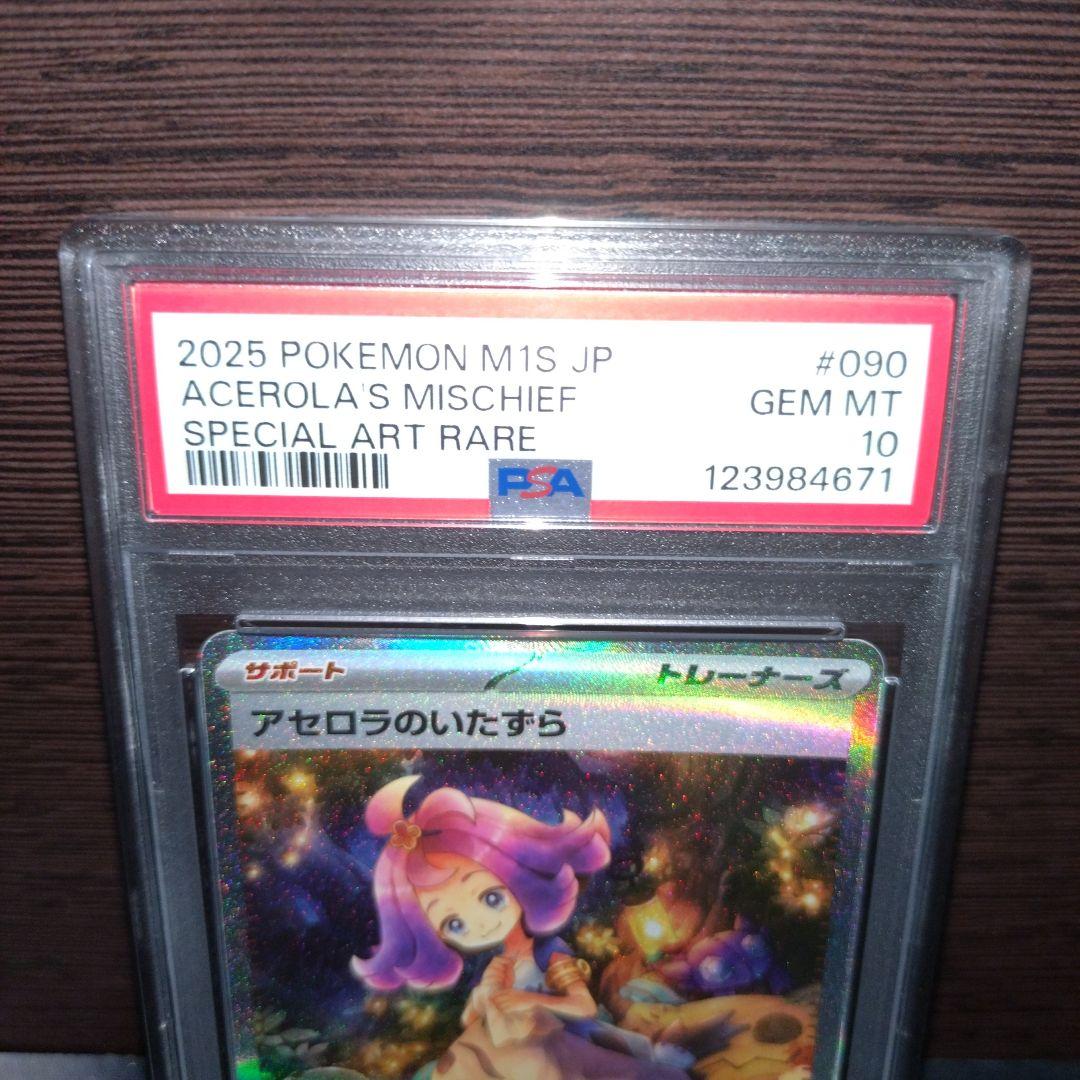 2025 POKEMON M1S JP #090
ACEROLA'S MISCHIEF GEM MT
SPECIAL ART RARE 10
PSA 123984671
サポート トレーナーズ
アセロラのいたずら